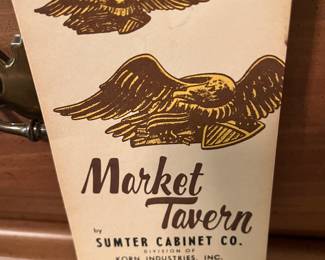 Market
Tavern
by
SUMTER CABINET CO.
DIVISION OF
KORN INDUSTRIES, INC.